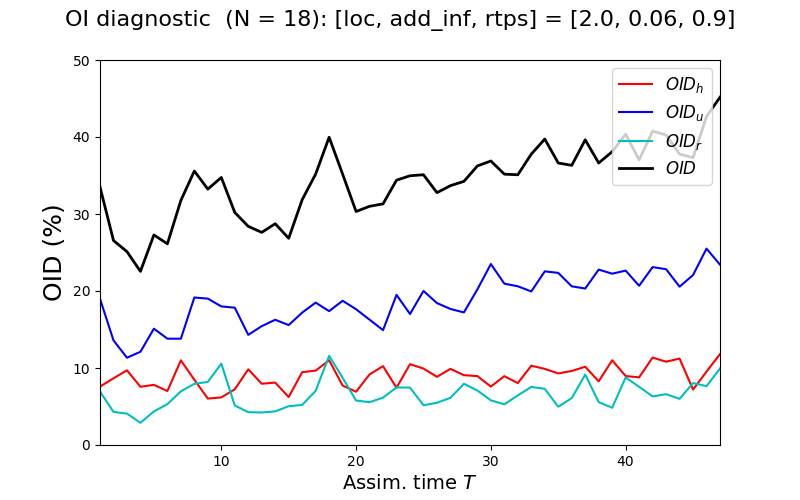 OI diagnostic (N = 18): [loc, add_inf, rtps] = [2.0, 0.06, 0.9]
OID (%)
50
40
30
20
10
0
OID_h
OID_u
OID_r
OID
10 20 30 40
Assim. time T